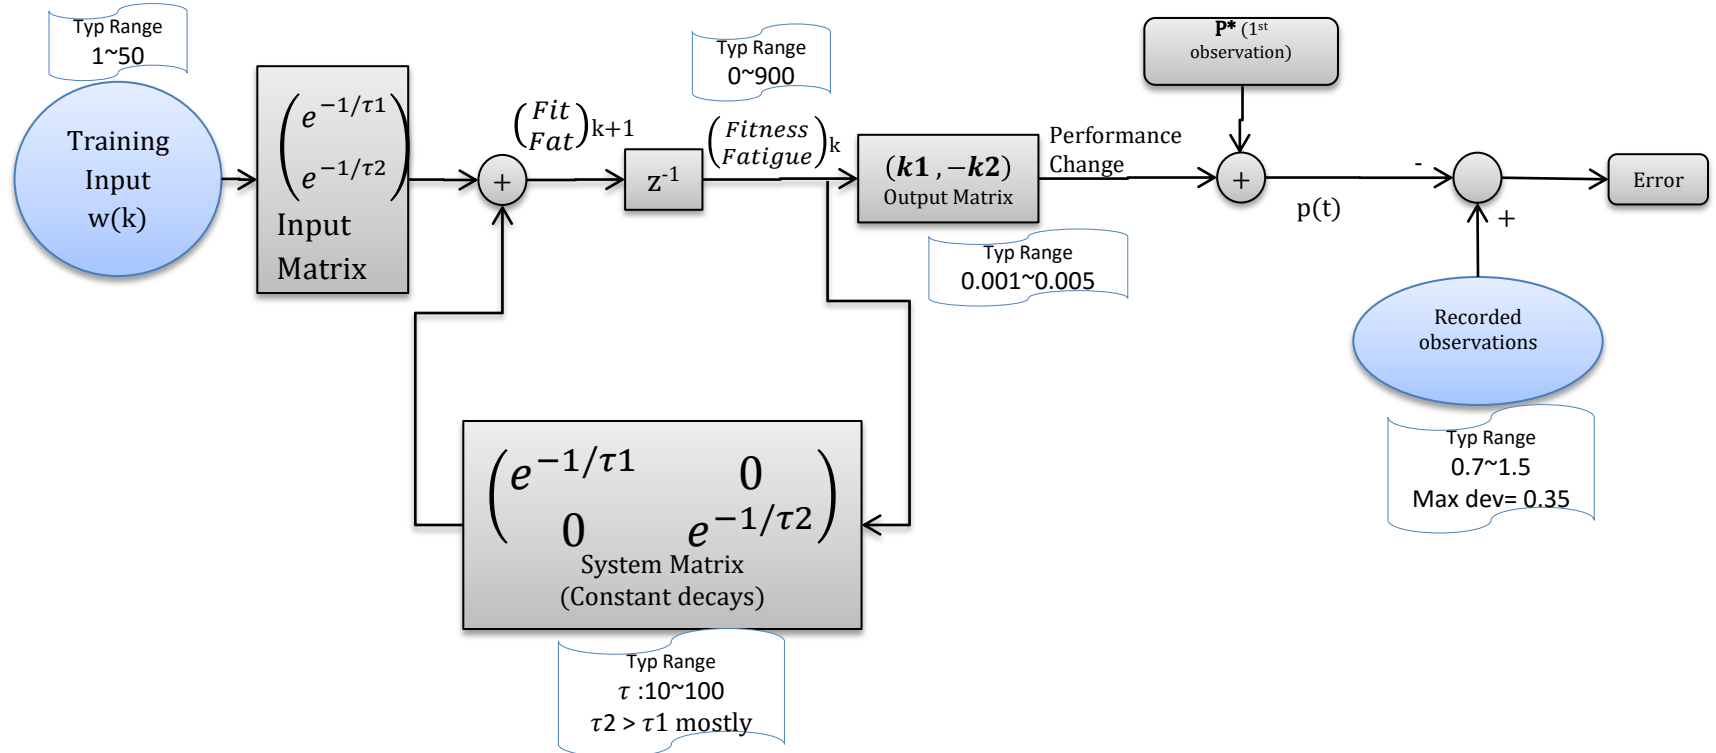 Typ Range
1~50
Training
Input
w(k)
e^{-1/τ1}
e^{-1/τ2}
Input
Matrix
+
(Fit
Fat)k+1
z^{-1}
Typ Range
0~900
(Fitness
Fatigue)k
(k1 ,−k2)
Output Matrix
Typ Range
0.001~0.005
Performance
Change
P* (1st
observation)
+
p(t)
-
+
Error
Recorded
observations
Typ Range
0.7~1.5
Max dev= 0.35
e^{-1/τ1} 0
0 e^{-1/τ2}
System Matrix
(Constant decays)
Typ Range
τ :10~100
τ2 > τ1 mostly